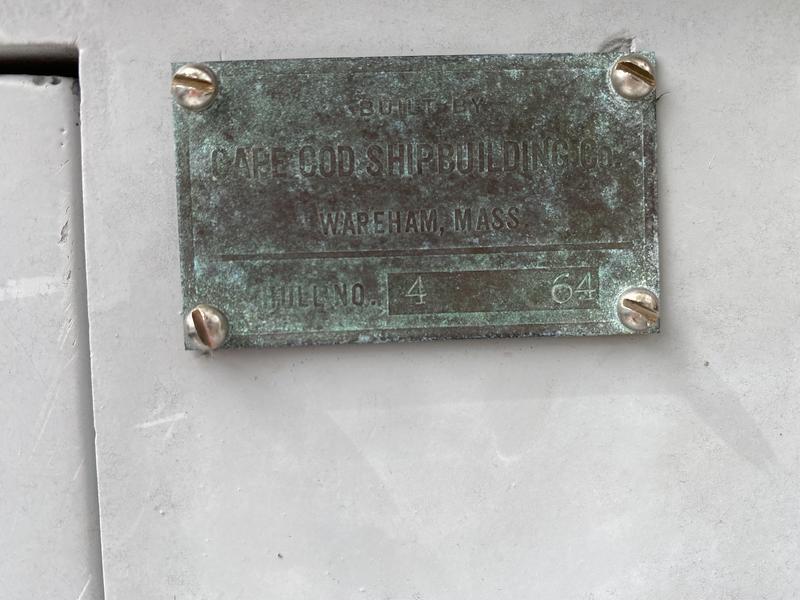 BUILT BY
CAPE COD SHIPBUILDING CO.
WAREHAM, MASS.
HULL NO. 4 64